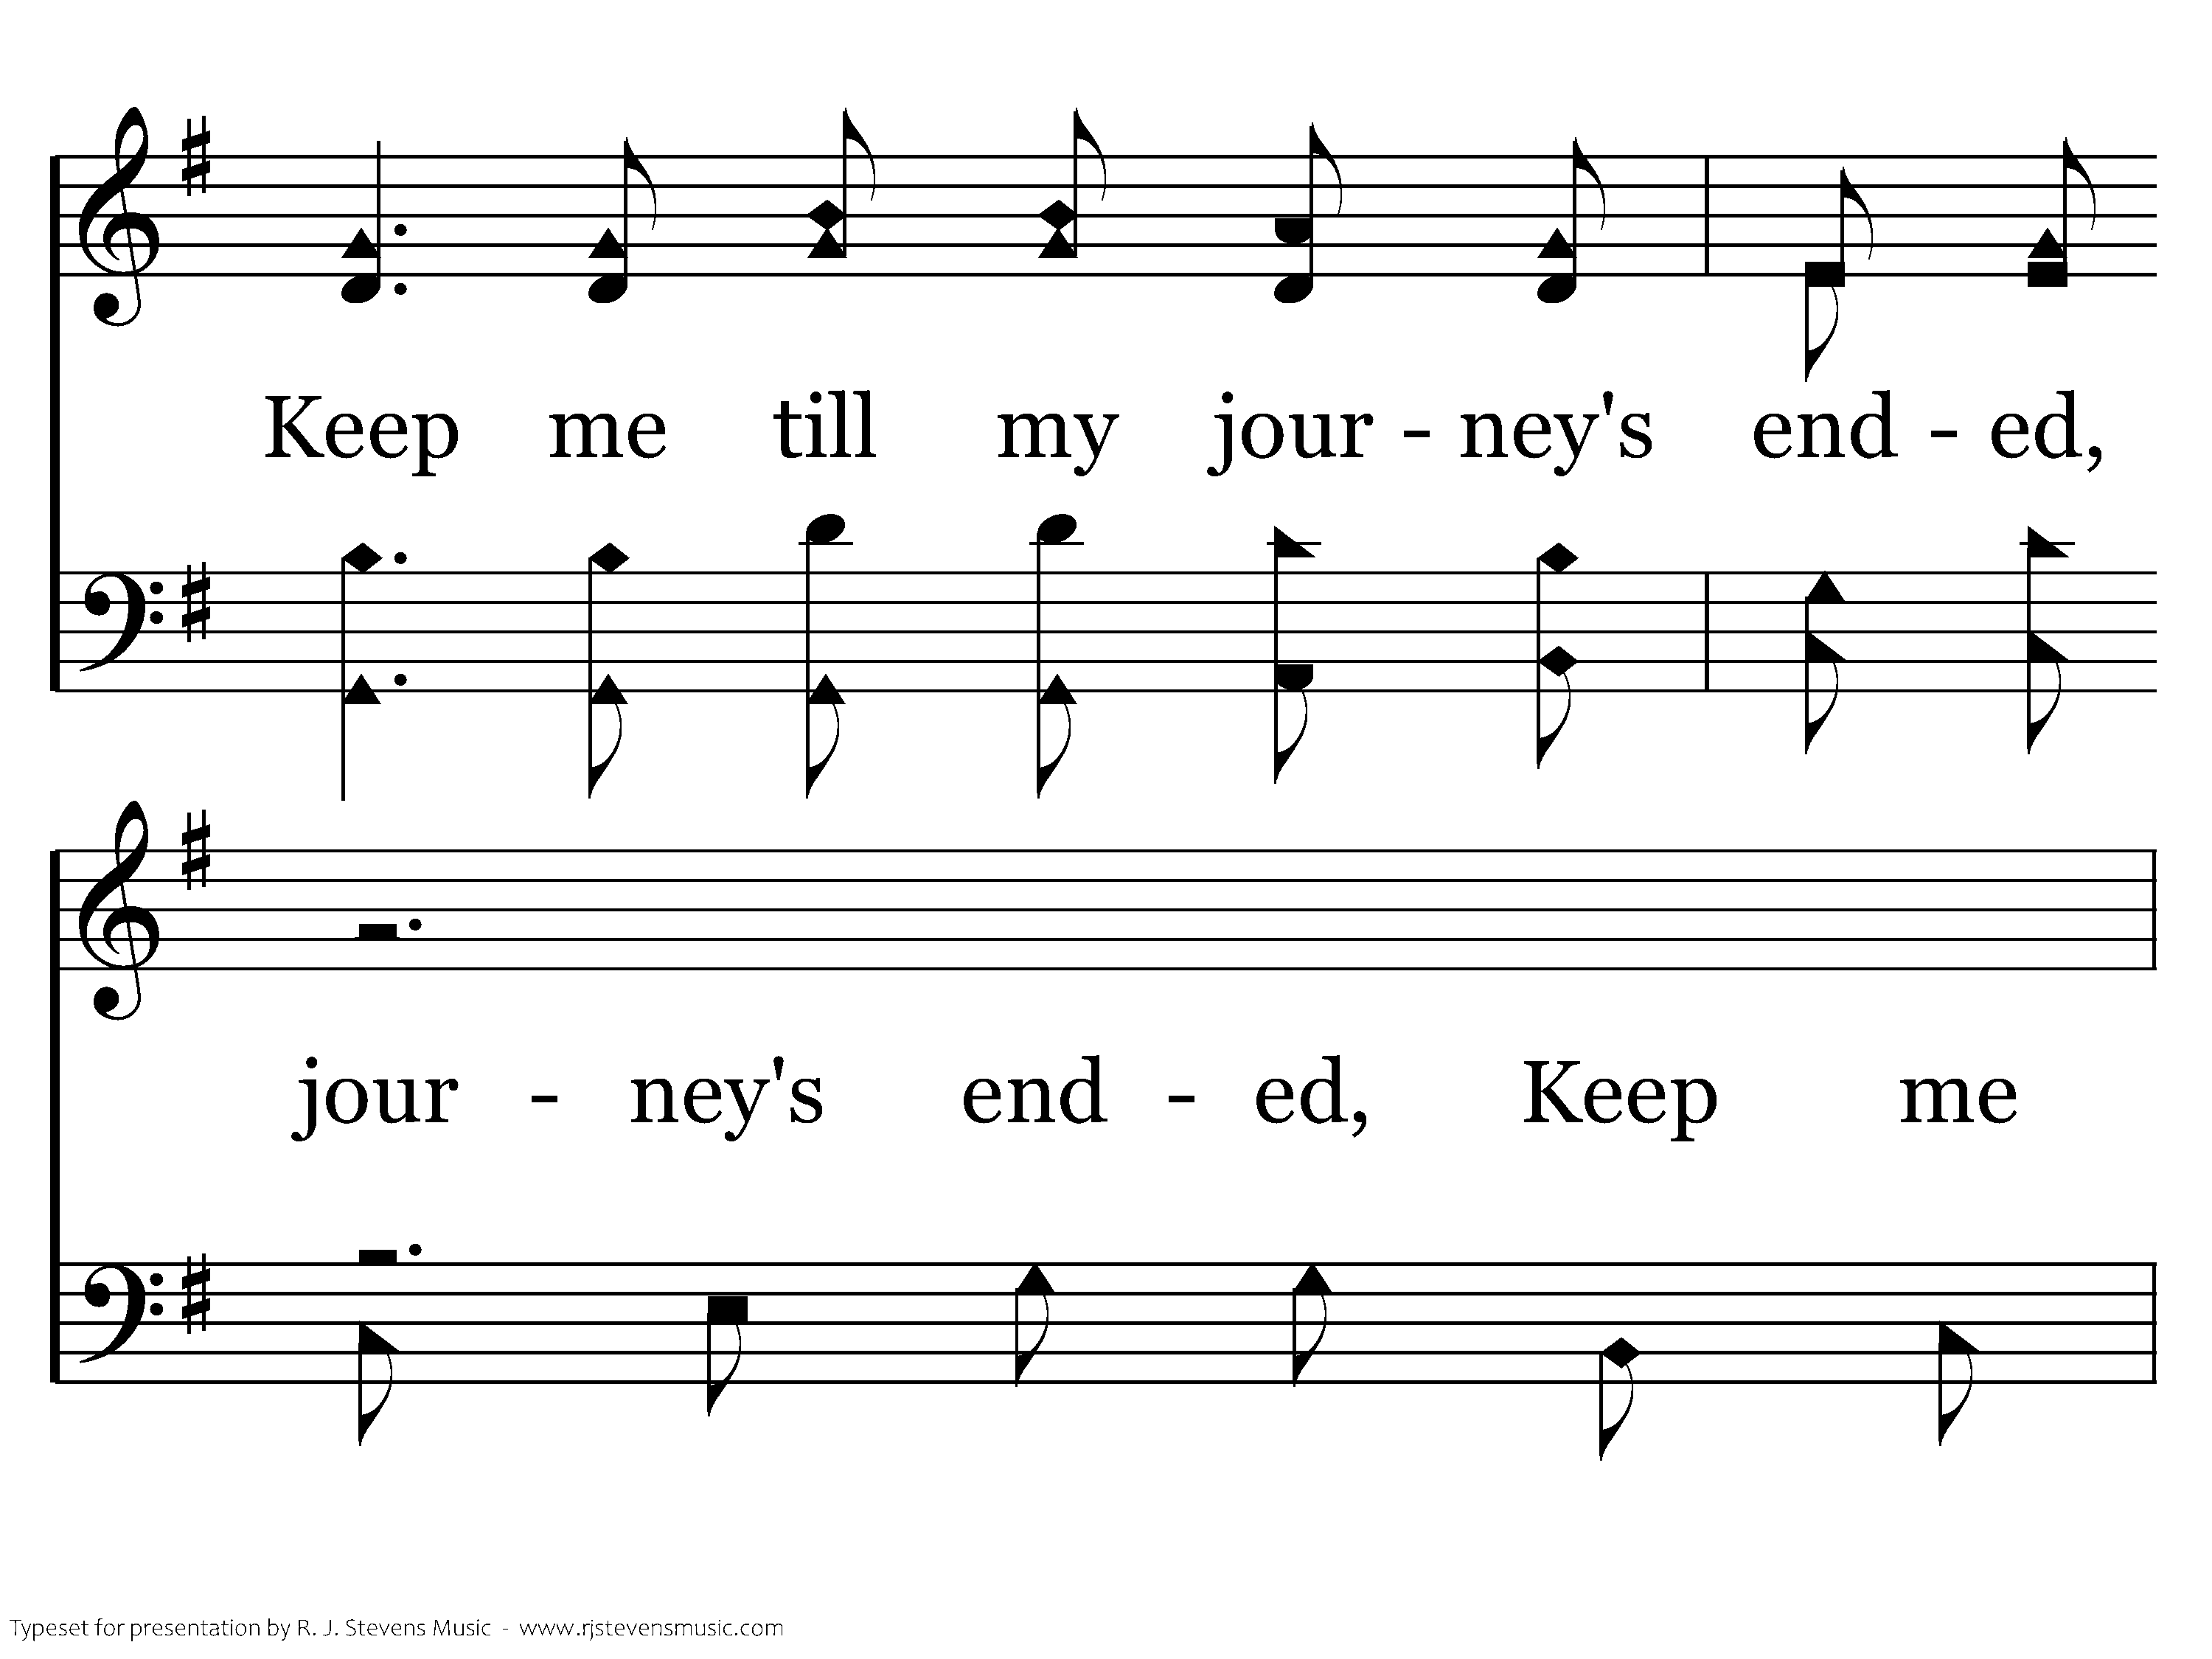 Keep me till my jour - ney's end - ed,
jour - ney's end - ed, Keep me
Typeset for presentation by R. J. Stevens Music - www.rjstevensmusic.com